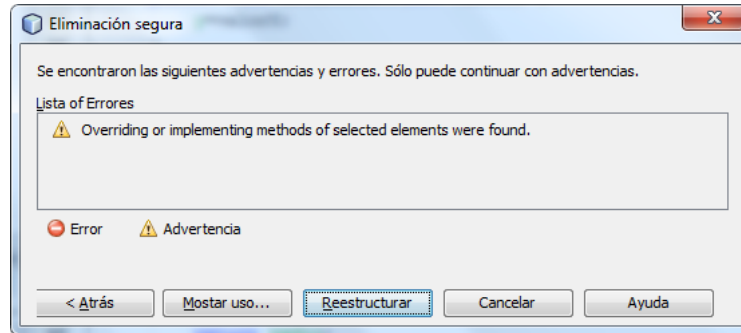 Eliminación segura
Se encontraron las siguientes advertencias y errores. Sólo puede continuar con advertencias.
Lista of Errores
Overriding or implementing methods of selected elements were found.
Error Advertencia
< Atrás Mostar uso... Reestructurar Cancelar Ayuda